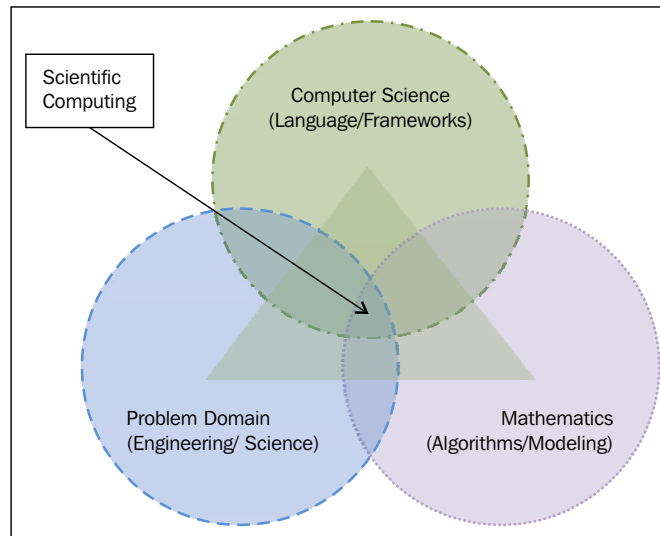 Scientific
Computing
Computer Science
(Language/Frameworks)
Problem Domain
(Engineering/ Science)
Mathematics
(Algorithms/Modeling)